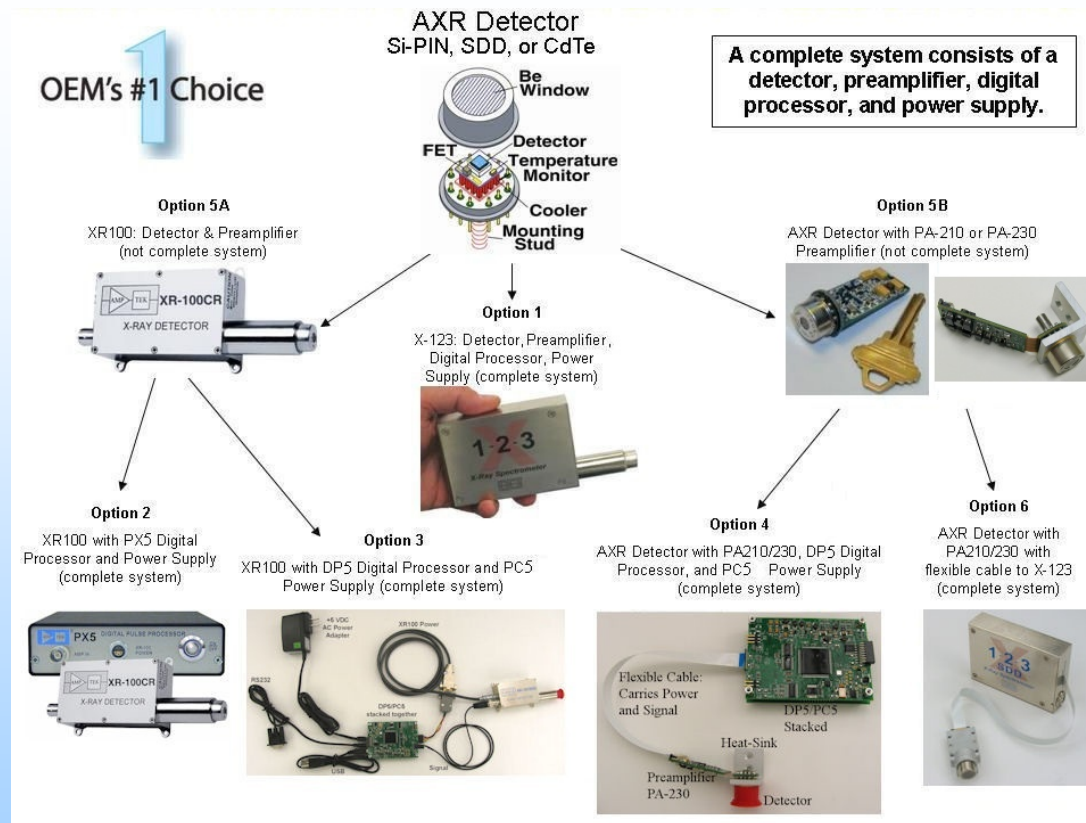 AXR Detector
Si-PIN, SDD, or CdTe
OEM's #1 Choice
A complete system consists of a
detector, preamplifier, digital
processor, and power supply.
Be
Window
Detector
FET
Temperature
Monitor
Cooler
Mounting
Stud
Option 5A
XR100: Detector & Preamplifier
(not complete system)
AMP
TEK
XR-100CR
X-RAY DETECTOR
Option 1
X-123: Detector, Preamplifier,
Digital Processor, Power
Supply (complete system)
1-2-3
X-Ray Spectrometer
Option 5B
AXR Detector with PA-210 or PA-230
Preamplifier (not complete system)
Option 2
XR100 with PX5 Digital
Processor and Power Supply
(complete system)
PX5 DIGITAL PULSE PROCESSOR
AMP
TEK
XR-100CR
X-RAY DETECTOR
Option 3
XR100 with DP5 Digital Processor and PC5
Power Supply (complete system)
+5 VDC
AC Power
Adapter
XR100 Power
RS232
DP5/PC5
stacked together
USB
Signal
Option 4
AXR Detector with PA210/230, DP5 Digital
Processor, and PC5 Power Supply
(complete system)
Flexible Cable:
Carries Power
and Signal
DP5/PC5
Stacked
Heat-Sink
Preamplifier
PA-230
Detector
Option 6
AXR Detector with
PA210/230 with
flexible cable to X-123
(complete system)
1 2 3
SDD